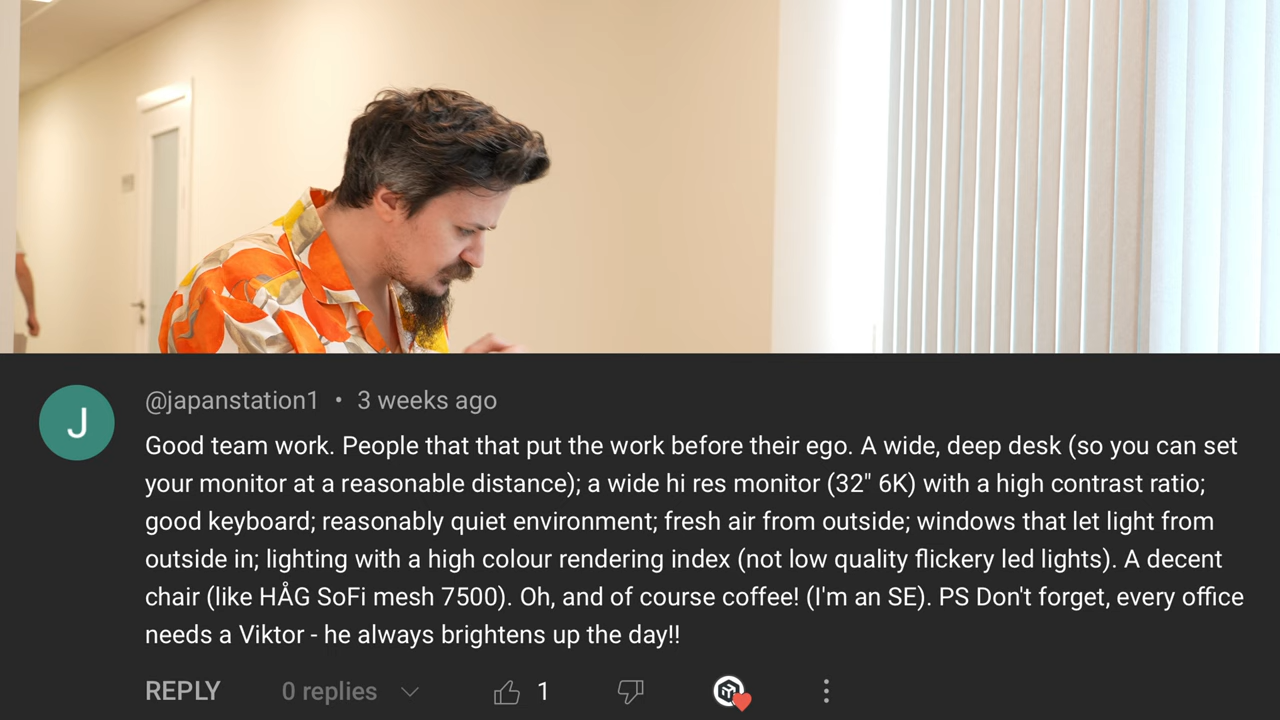 J
@japanstation1 • 3 weeks ago
Good team work. People that that put the work before their ego. A wide, deep desk (so you can set
your monitor at a reasonable distance); a wide hi res monitor (32" 6K) with a high contrast ratio;
good keyboard; reasonably quiet environment; fresh air from outside; windows that let light from
outside in; lighting with a high colour rendering index (not low quality flickery led lights). A decent
chair (like HÅG SoFi mesh 7500). Oh, and of course coffee! (I'm an SE). PS Don't forget, every office
needs a Viktor - he always brightens up the day!!
REPLY 0 replies 1